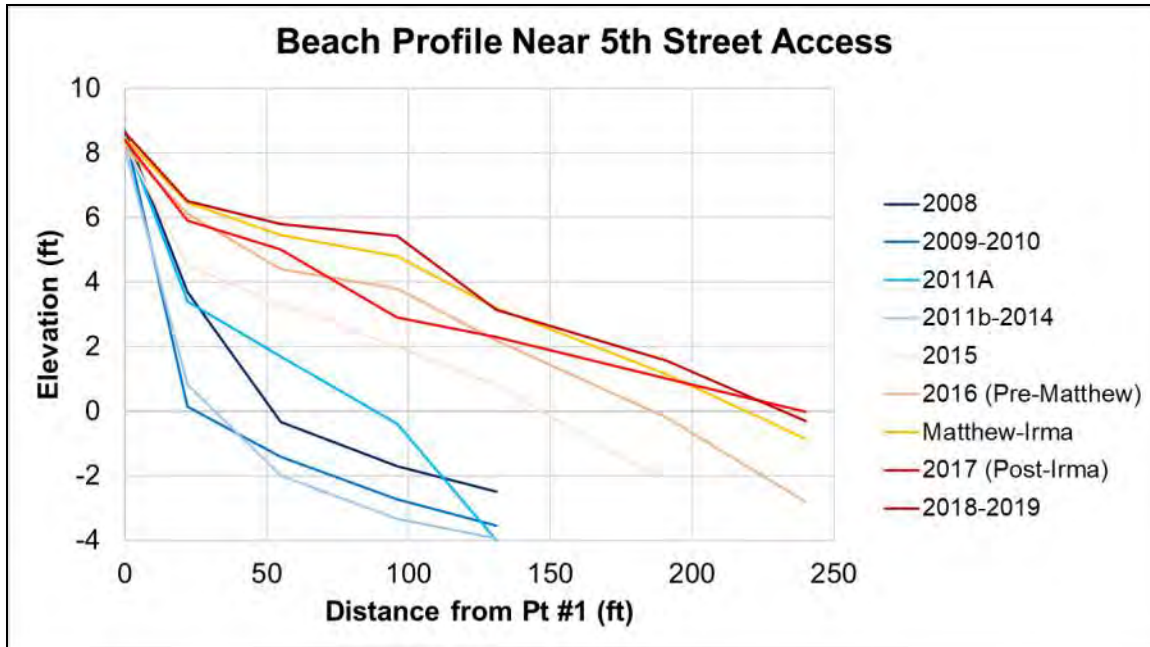 Beach Profile Near 5th Street Access
10
8
6
4
2
0
-2
-4
Elevation (ft)
0 50 100 150 200 250
Distance from Pt #1 (ft)
2008
2009-2010
2011A
2011b-2014
2015
2016 (Pre-Matthew)
Matthew-Irma
2017 (Post-Irma)
2018-2019